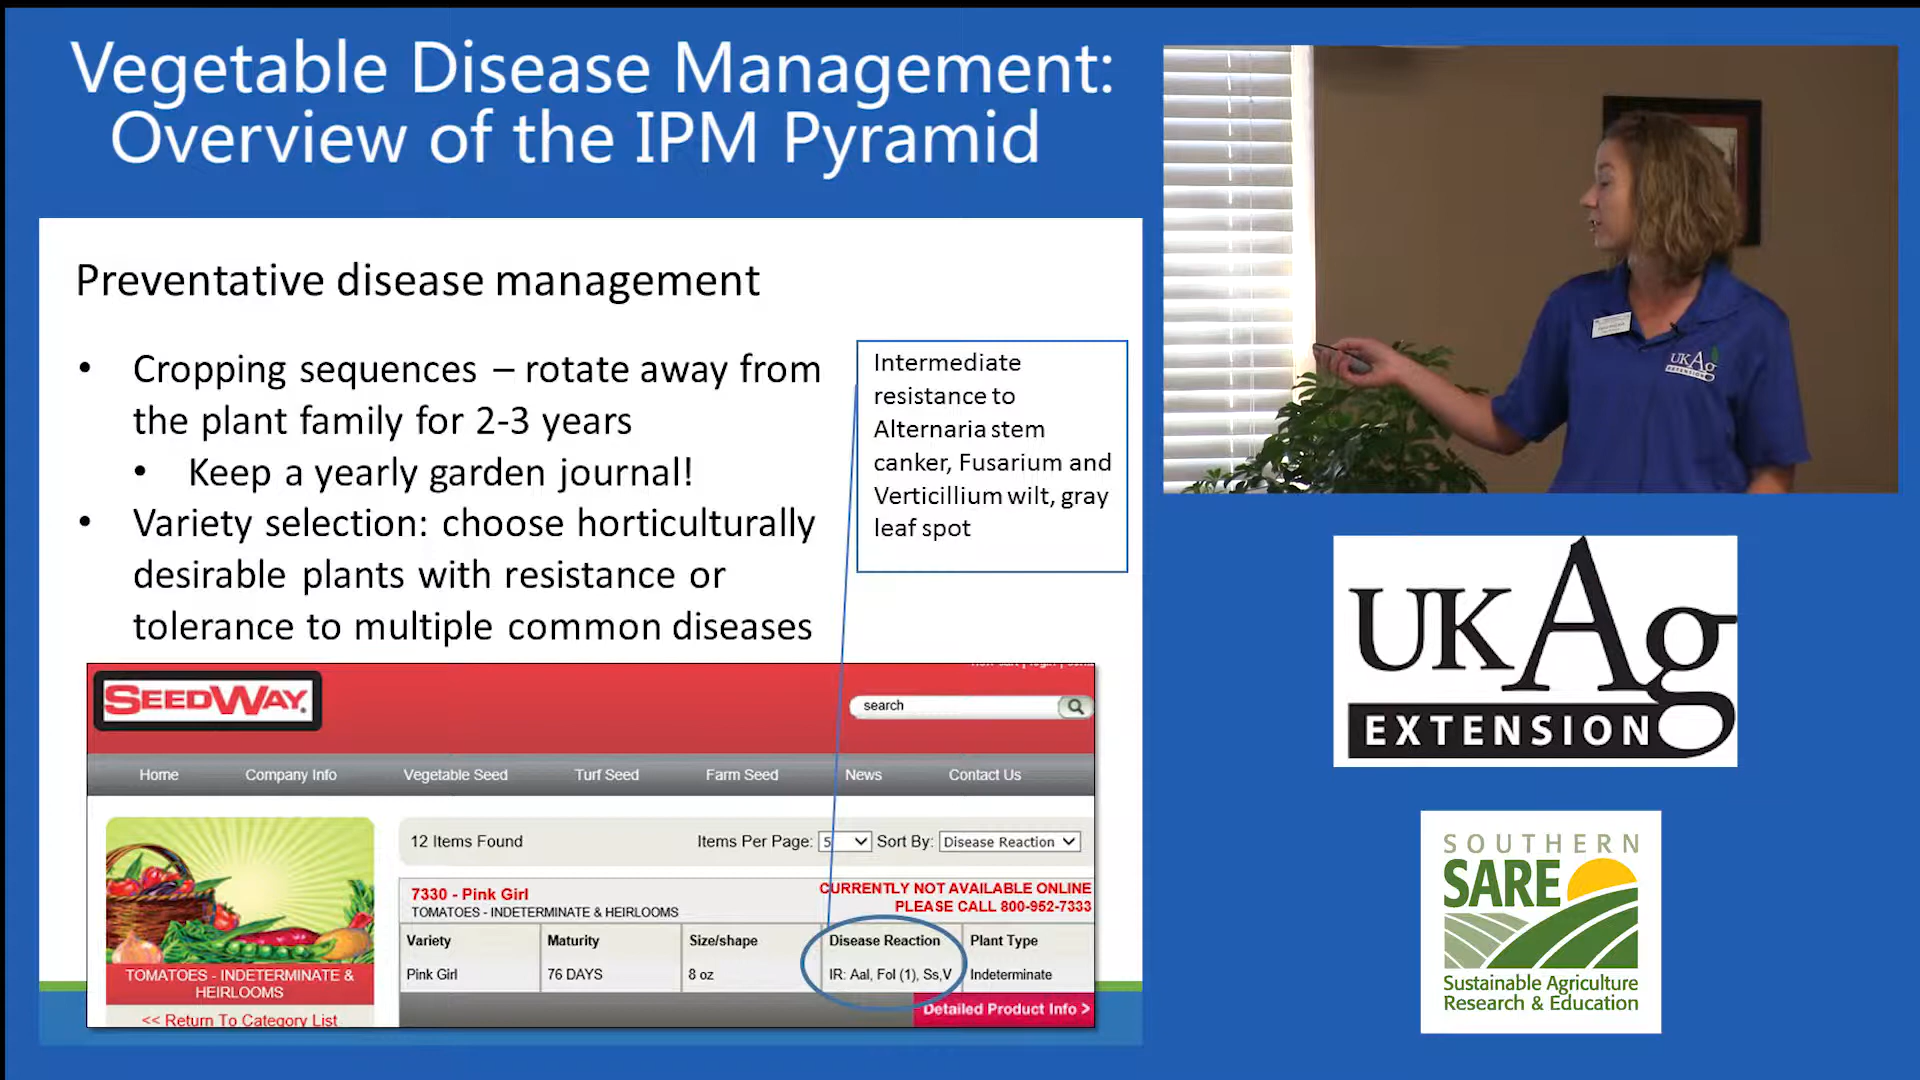 Vegetable Disease Management:
Overview of the IPM Pyramid
Preventative disease management
• Cropping sequences – rotate away from
the plant family for 2-3 years
• Keep a yearly garden journal!
• Variety selection: choose horticulturally
desirable plants with resistance or
tolerance to multiple common diseases
Intermediate
resistance to
Alternaria stem
canker, Fusarium and
Verticillium wilt, gray
leaf spot
SEEDWAY.
search
Home Company Info Vegetable Seed Turf Seed Farm Seed News Contact Us
12 Items Found Items Per Page: 5 Sort By: Disease Reaction
7330 - Pink Girl
TOMATOES - INDETERMINATE & HEIRLOOMS
CURRENTLY NOT AVAILABLE ONLINE
PLEASE CALL 800-952-7333
Variety Maturity Size/shape Disease Reaction Plant Type
Pink Girl 76 DAYS 8 oz IR: Aal, Fol (1), Ss,V Indeterminate
Detailed Product Info >
TOMATOES - INDETERMINATE &
HEIRLOOMS
<< Return To Category List
UKAg
EXTENSION
UKAg
EXTENSION
SOUTHERN
SARE
Sustainable Agriculture
Research & Education